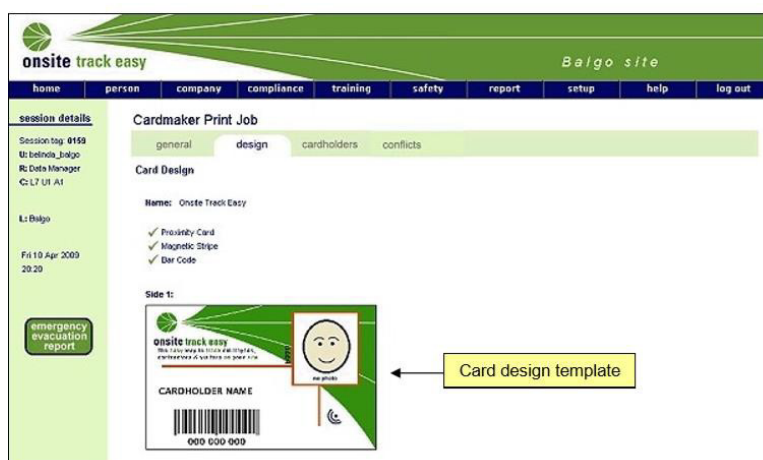 onsite track easy
Balgo site
home person company compliance training safety report setup help log out
session details
Session tag: 0159
U: belinda_balgo
R: Data Manager
C: L7 U1 A1
L: Balgo
Fri 10 Apr 2009
20:20
emergency
evacuation
report
Cardmaker Print Job
general design cardholders conflicts
Card Design
Name: Onsite Track Easy
Proximity Card
Magnetic Stripe
Bar Code
Side 1:
onsite track easy
no photo
CARDHOLDER NAME
000 000 000
Card design template